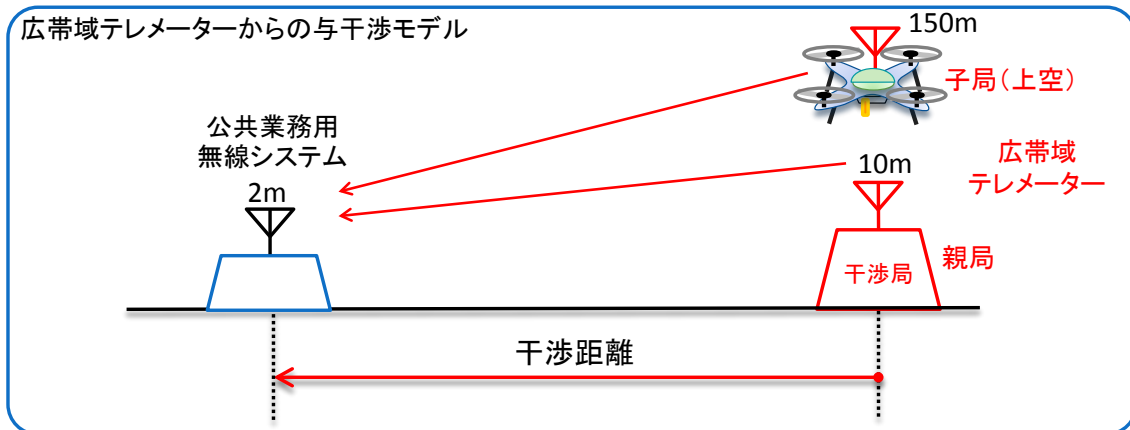 広帯域テレメーターからの与干渉モデル
150m
子局(上空)
公共業務用
無線システム
2m
10m
広帯域
テレメーター
干渉局
親局
干渉距離